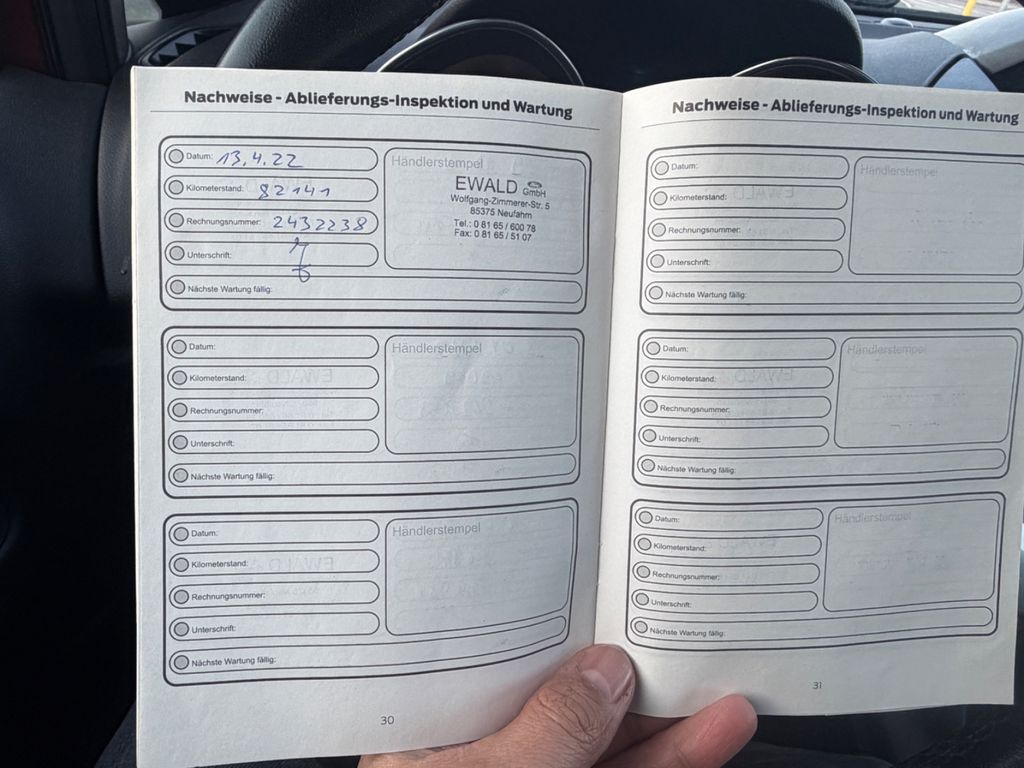 Nachweise - Ablieferungs-Inspektion und Wartung
Datum: 13.4.22
Kilometerstand: 82141
Rechnungsnummer: 2432238
Unterschrift:
Nächste Wartung fällig:
Händlerstempel
EWALD Ford GmbH
Wolfgang-Zimmerer-Str. 5
85375 Neufahrn
Tel.: 0 81 65 / 600 78
Fax: 0 81 65 / 51 07
Datum:
Kilometerstand:
Rechnungsnummer:
Unterschrift:
Nächste Wartung fällig:
Händlerstempel
Datum:
Kilometerstand:
Rechnungsnummer:
Unterschrift:
Nächste Wartung fällig:
Händlerstempel
30
Nachweise - Ablieferungs-Inspektion und Wartung
Datum:
Kilometerstand:
Rechnungsnummer:
Unterschrift:
Nächste Wartung fällig:
Händlerstempel
Datum:
Kilometerstand:
Rechnungsnummer:
Unterschrift:
Nächste Wartung fällig:
Händlerstempel
Datum:
Kilometerstand:
Rechnungsnummer:
Unterschrift:
Nächste Wartung fällig:
Händlerstempel
31